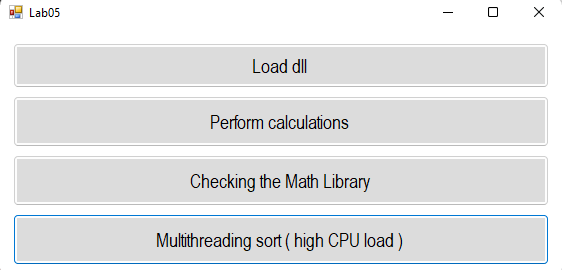 Lab05
Load dll
Perform calculations
Checking the Math Library
Multithreading sort ( high CPU load )